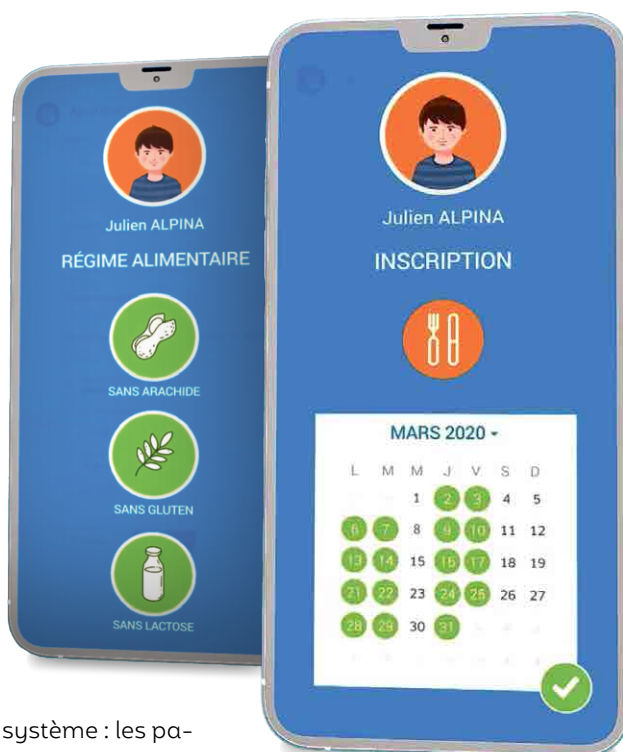 Julien ALPINA
RÉGIME ALIMENTAIRE
SANS ARACHIDE
SANS GLUTEN
SANS LACTOSE
Julien ALPINA
INSCRIPTION
MARS 2020
L M M J V S D
1 2 3 4 5
6 7 8 9 10 11 12
13 14 15 16 17 18 19
21 22 23 24 25 26 27
28 29 30 31
système : les pa-